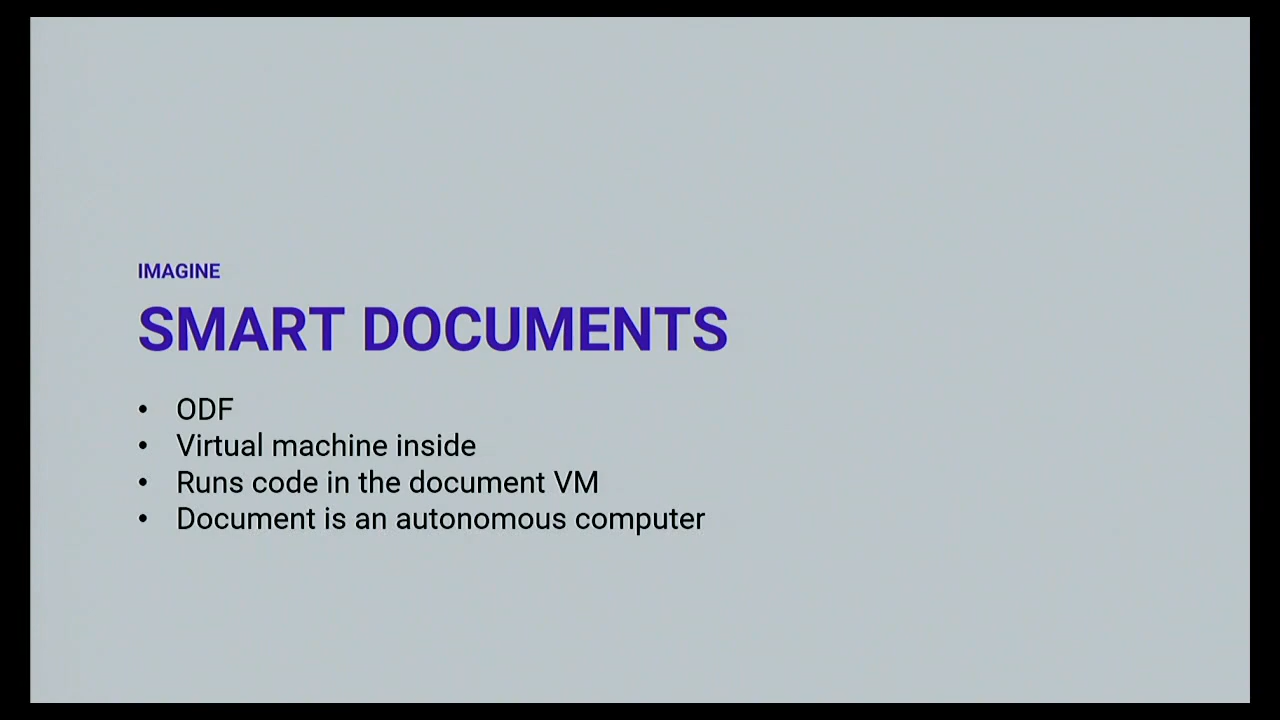 IMAGINE
SMART DOCUMENTS
• ODF
• Virtual machine inside
• Runs code in the document VM
• Document is an autonomous computer